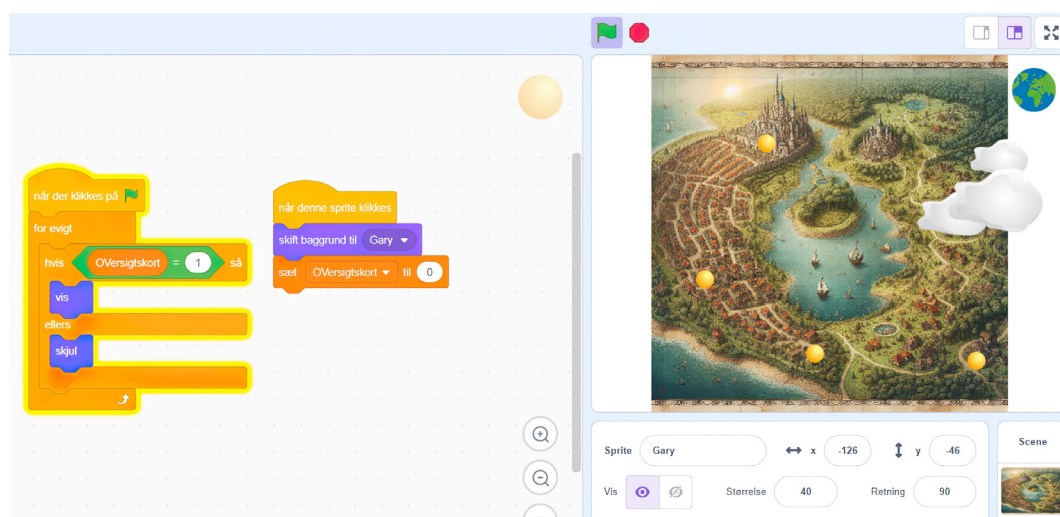 når der klikkes på
for evigt
hvis OVersigtskort = 1 så
vis
ellers
skjul
når denne sprite klikkes
skift baggrund til Gary
sæt OVersigtskort til 0
Sprite Gary x -126 y -46
Vis Størrelse 40 Retning 90
Scene